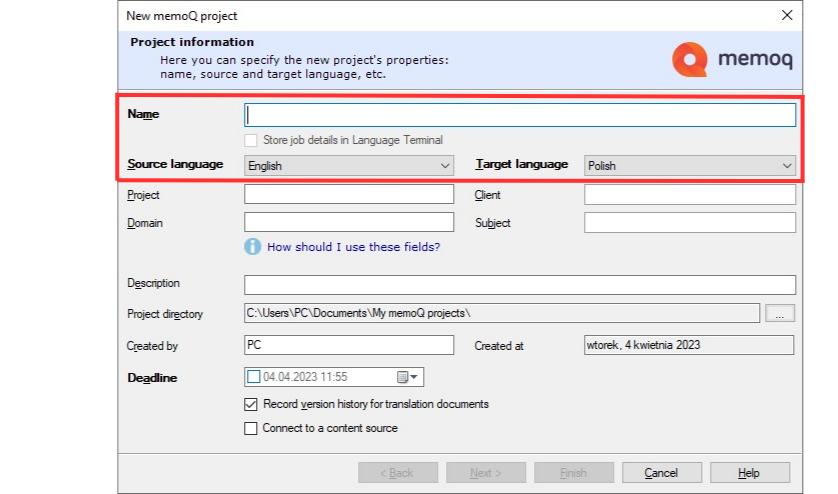 New memoQ project
Project information
Here you can specify the new project's properties:
name, source and target language, etc.
memoq
Name
Store job details in Language Terminal
Source language English Target language Polish
Project Client
Domain Subject
How should I use these fields?
Description
Project directory C:\Users\PC\Documents\My memoQ projects\ ...
Created by PC Created at wtorek, 4 kwietnia 2023
Deadline 04.04.2023 11:55
Record version history for translation documents
Connect to a content source
< Back Next > Finish Cancel Help